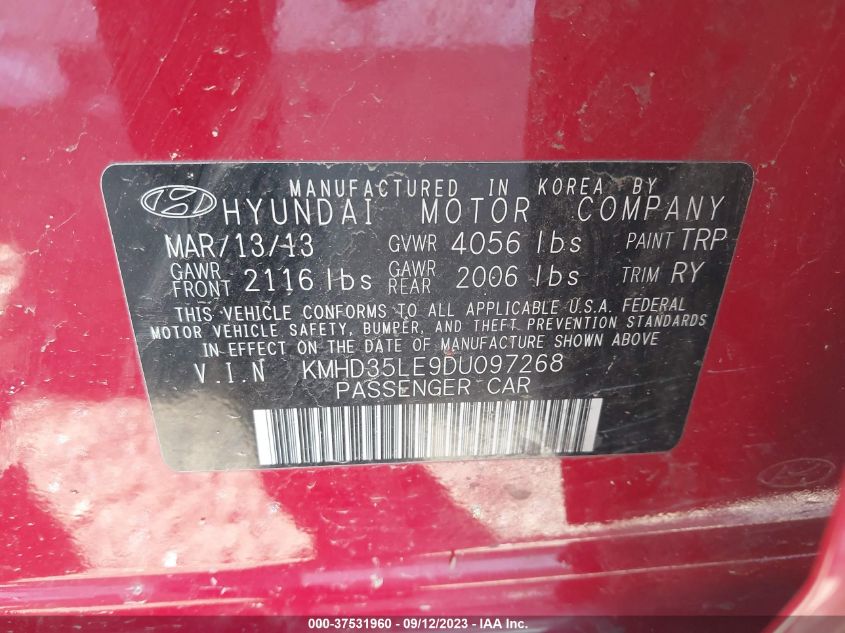 MANUFACTURED IN KOREA BY
HYUNDAI MOTOR COMPANY
MAR/13/13 GVWR 4056 lbs PAINT TRP
GAWR FRONT 2116 lbs GAWR REAR 2006 lbs TRIM RY
THIS VEHICLE CONFORMS TO ALL APPLICABLE U.S.A. FEDERAL
MOTOR VEHICLE SAFETY, BUMPER, AND THEFT PREVENTION STANDARDS
IN EFFECT ON THE DATE OF MANUFACTURE SHOWN ABOVE
V.I.N KMHD35LE9DU097268
PASSENGER CAR
000-37531960 - 09/12/2023 - IAA Inc.